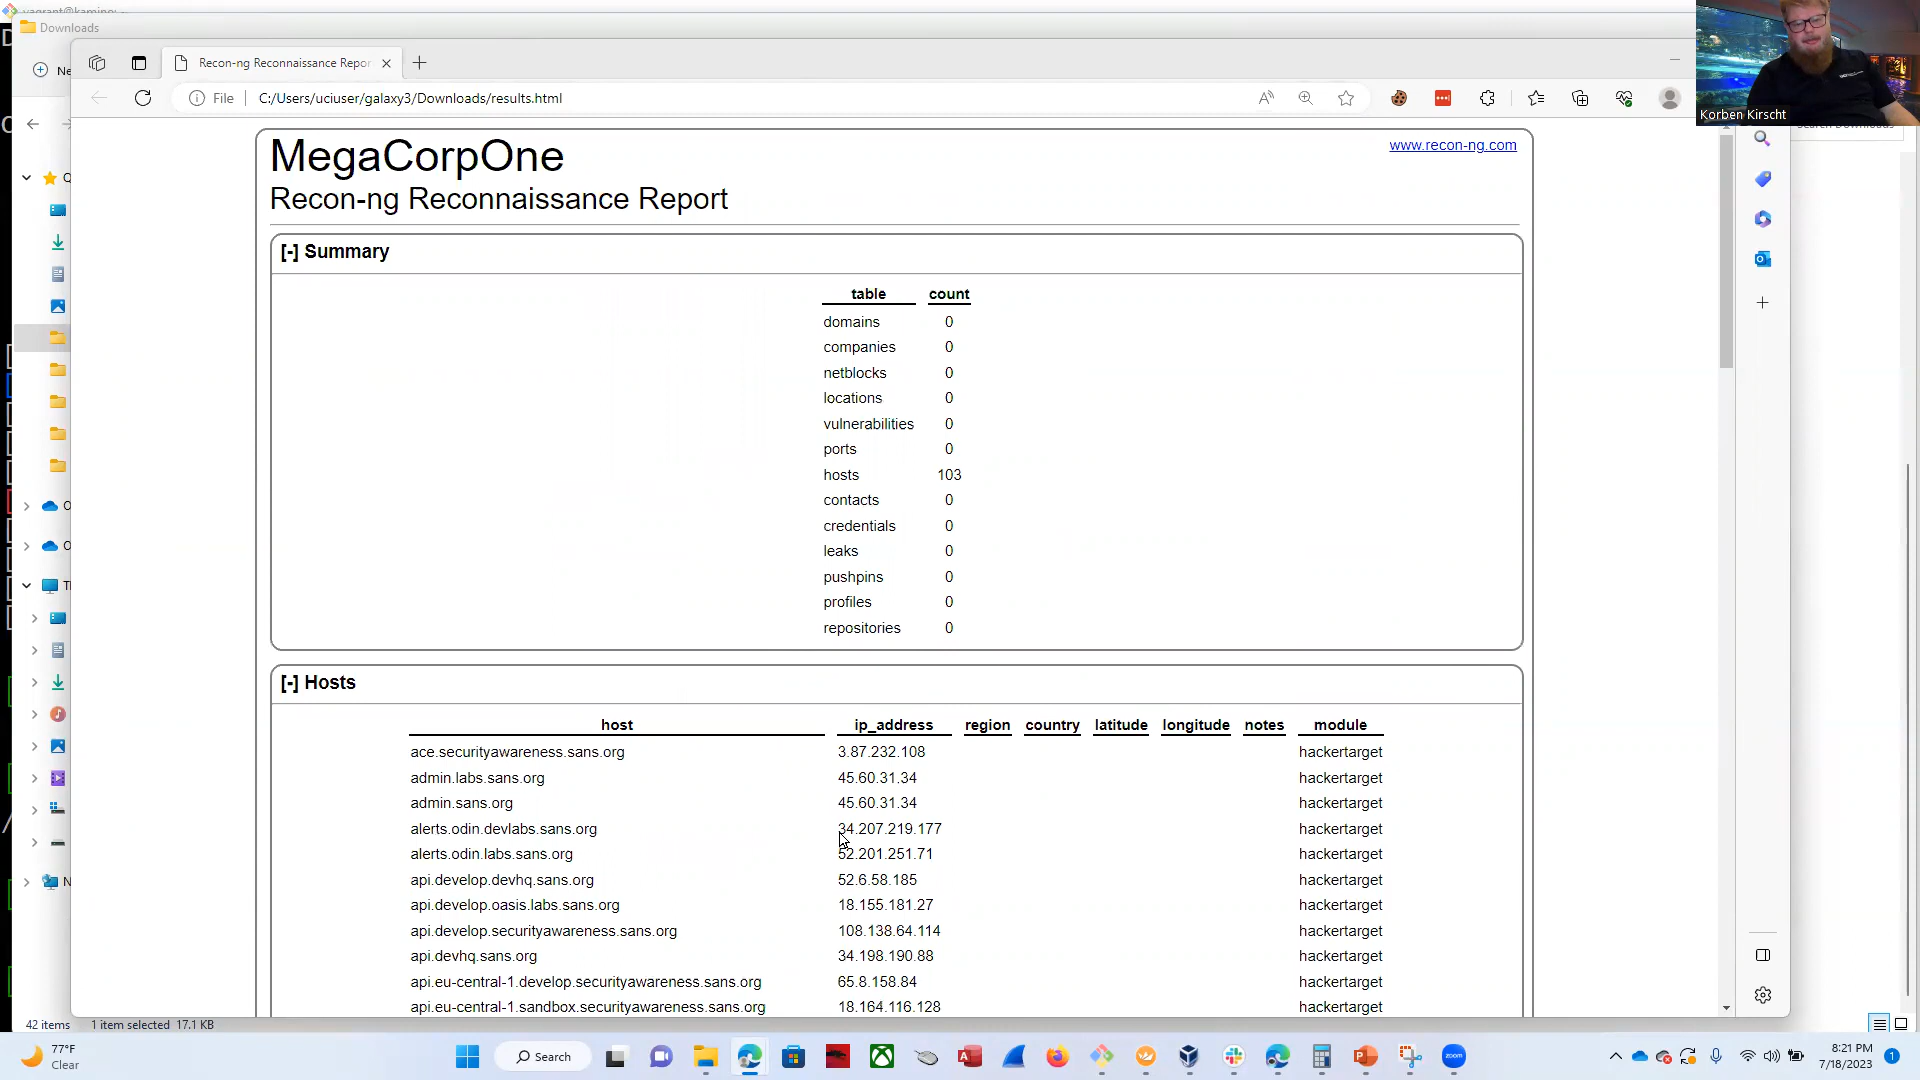 Downloads
Recon-ng Reconnaissance Repor
File
C:/Users/uciuser/galaxy3/Downloads/results.html
Korben Kirscht
MegaCorpOne
www.recon-ng.com
Recon-ng Reconnaissance Report
[-] Summary
table count
domains 0
companies 0
netblocks 0
locations 0
vulnerabilities 0
ports 0
hosts 103
contacts 0
credentials 0
leaks 0
pushpins 0
profiles 0
repositories 0
[-] Hosts
host ip_address region country latitude longitude notes module
ace.securityawareness.sans.org 3.87.232.108 hackertarget
admin.labs.sans.org 45.60.31.34 hackertarget
admin.sans.org 45.60.31.34 hackertarget
alerts.odin.devlabs.sans.org 34.207.219.177 hackertarget
alerts.odin.labs.sans.org 52.201.251.71 hackertarget
api.develop.devhq.sans.org 52.6.58.185 hackertarget
api.develop.oasis.labs.sans.org 18.155.181.27 hackertarget
api.develop.securityawareness.sans.org 108.138.64.114 hackertarget
api.devhq.sans.org 34.198.190.88 hackertarget
api.eu-central-1.develop.securityawareness.sans.org 65.8.158.84 hackertarget
api.eu-central-1.sandbox.securityawareness.sans.org 18.164.116.128 hackertarget
42 items 1 item selected 17.1 KB
77°F
Clear
Search
zoom
8:21 PM
7/18/2023
1